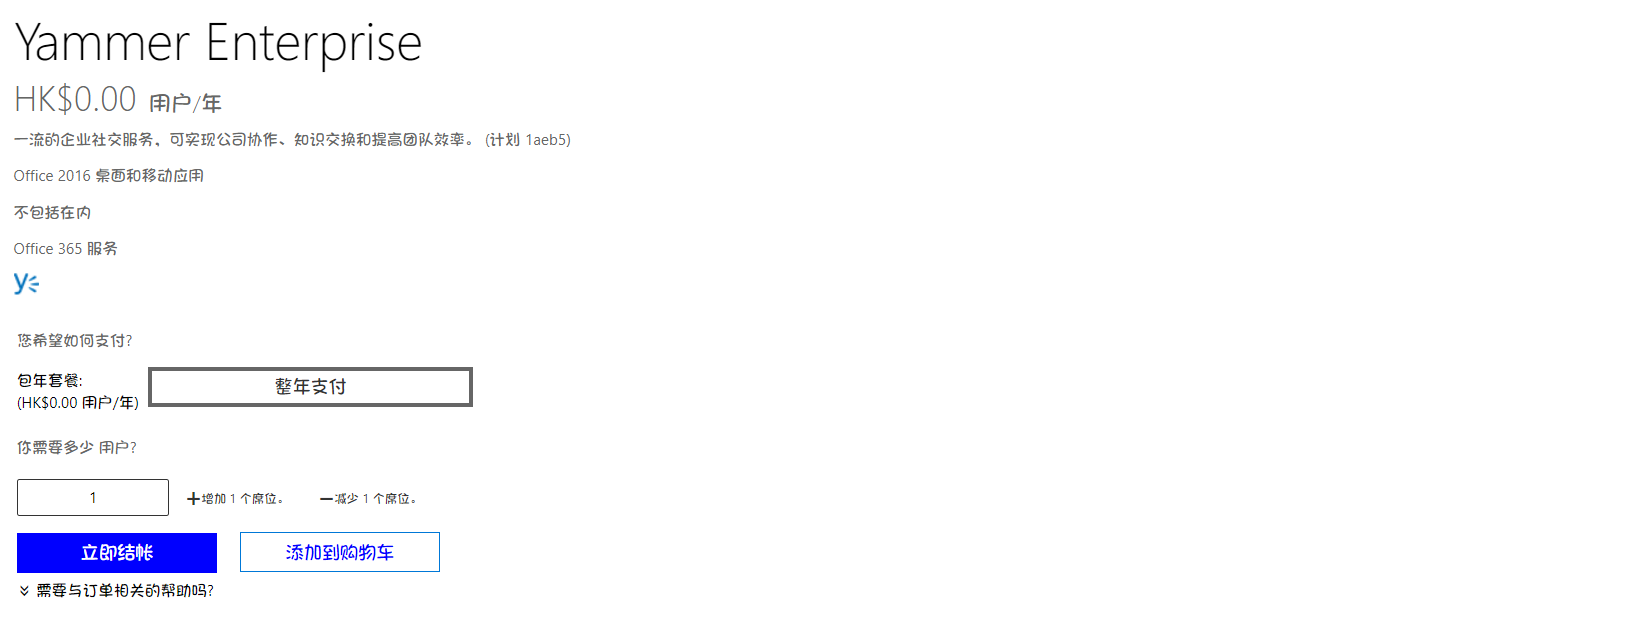 Yammer Enterprise
HK$0.00 用户/年
一流的企业社交服务，可实现公司协作、知识交换和提高团队效率。 (计划 1aeb5)
Office 2016 桌面和移动应用
不包括在内
Office 365 服务
您希望如何支付?
包年套餐:
(HK$0.00 用户/年)
整年支付
你需要多少 用户?
1 +增加 1 个席位。 —减少 1 个席位。
立即结帐 添加到购物车
需要与订单相关的帮助吗?